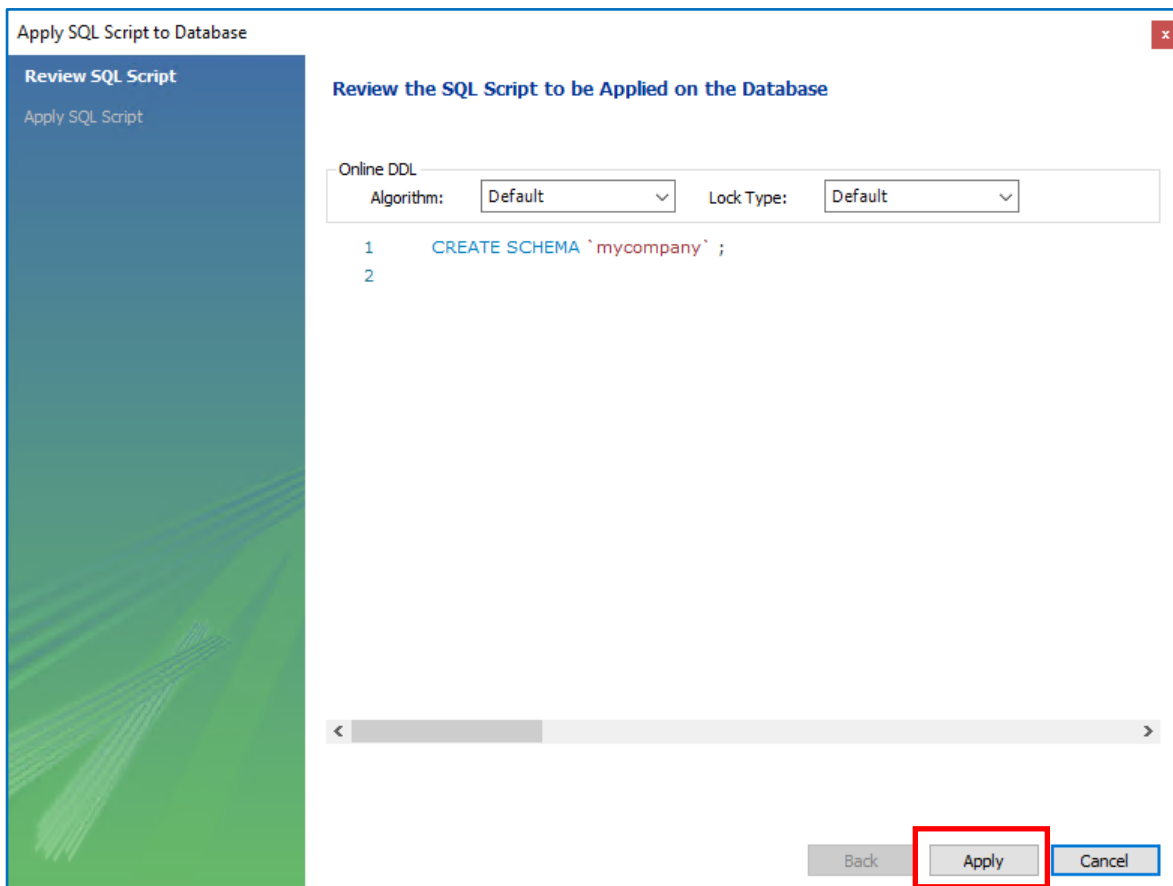 Apply SQL Script to Database
x
Review SQL Script
Apply SQL Script
Review the SQL Script to be Applied on the Database
Online DDL
Algorithm: Default Lock Type: Default
1 CREATE SCHEMA `mycompany` ;
2
Back Apply Cancel